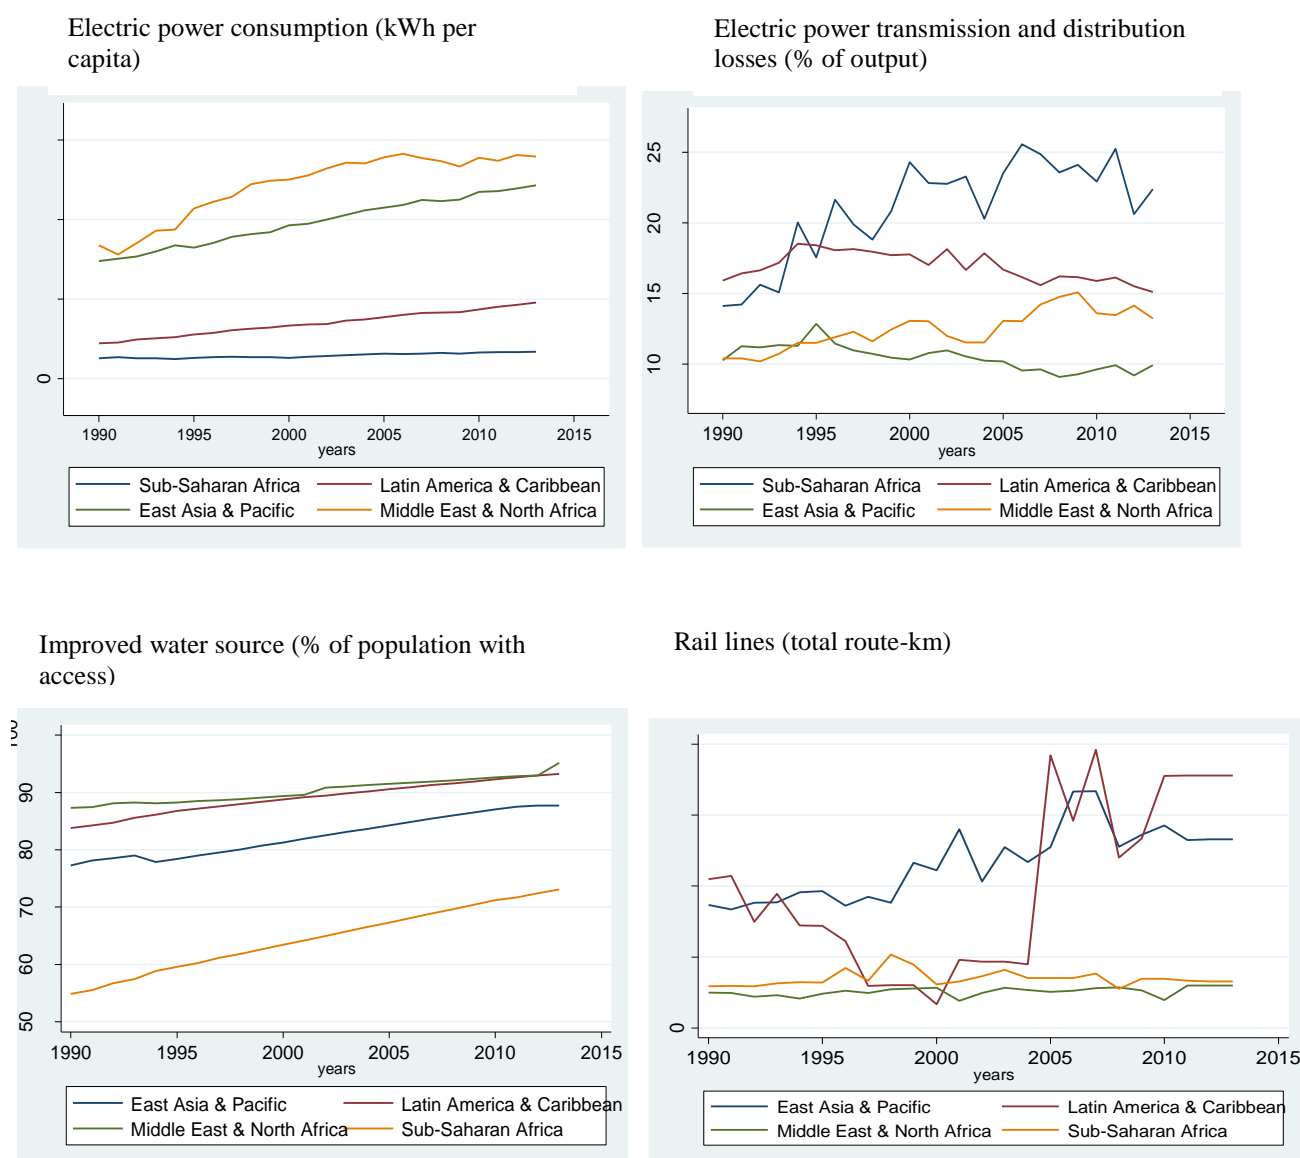 Electric power consumption (kWh per
capita)
0
1990 1995 2000 2005 2010 2015
years
Sub-Saharan Africa Latin America & Caribbean
East Asia & Pacific Middle East & North Africa
Electric power transmission and distribution
losses (% of output)
25
20
15
10
1990 1995 2000 2005 2010 2015
years
Sub-Saharan Africa Latin America & Caribbean
East Asia & Pacific Middle East & North Africa
Improved water source (% of population with
access)
100
90
80
70
60
50
1990 1995 2000 2005 2010 2015
years
East Asia & Pacific Latin America & Caribbean
Middle East & North Africa Sub-Saharan Africa
Rail lines (total route-km)
0
1990 1995 2000 2005 2010 2015
years
East Asia & Pacific Latin America & Caribbean
Middle East & North Africa Sub-Saharan Africa